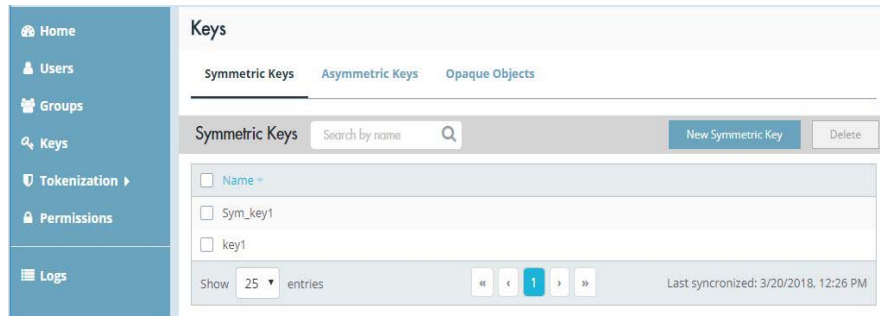 Home
Users
Groups
Keys
Tokenization
Permissions
Logs
Keys
Symmetric Keys Asymmetric Keys Opaque Objects
Symmetric Keys Search by name New Symmetric Key Delete
Name
Sym_key1
key1
Show 25 entries « ‹ 1 › » Last syncronized: 3/20/2018, 12:26 PM